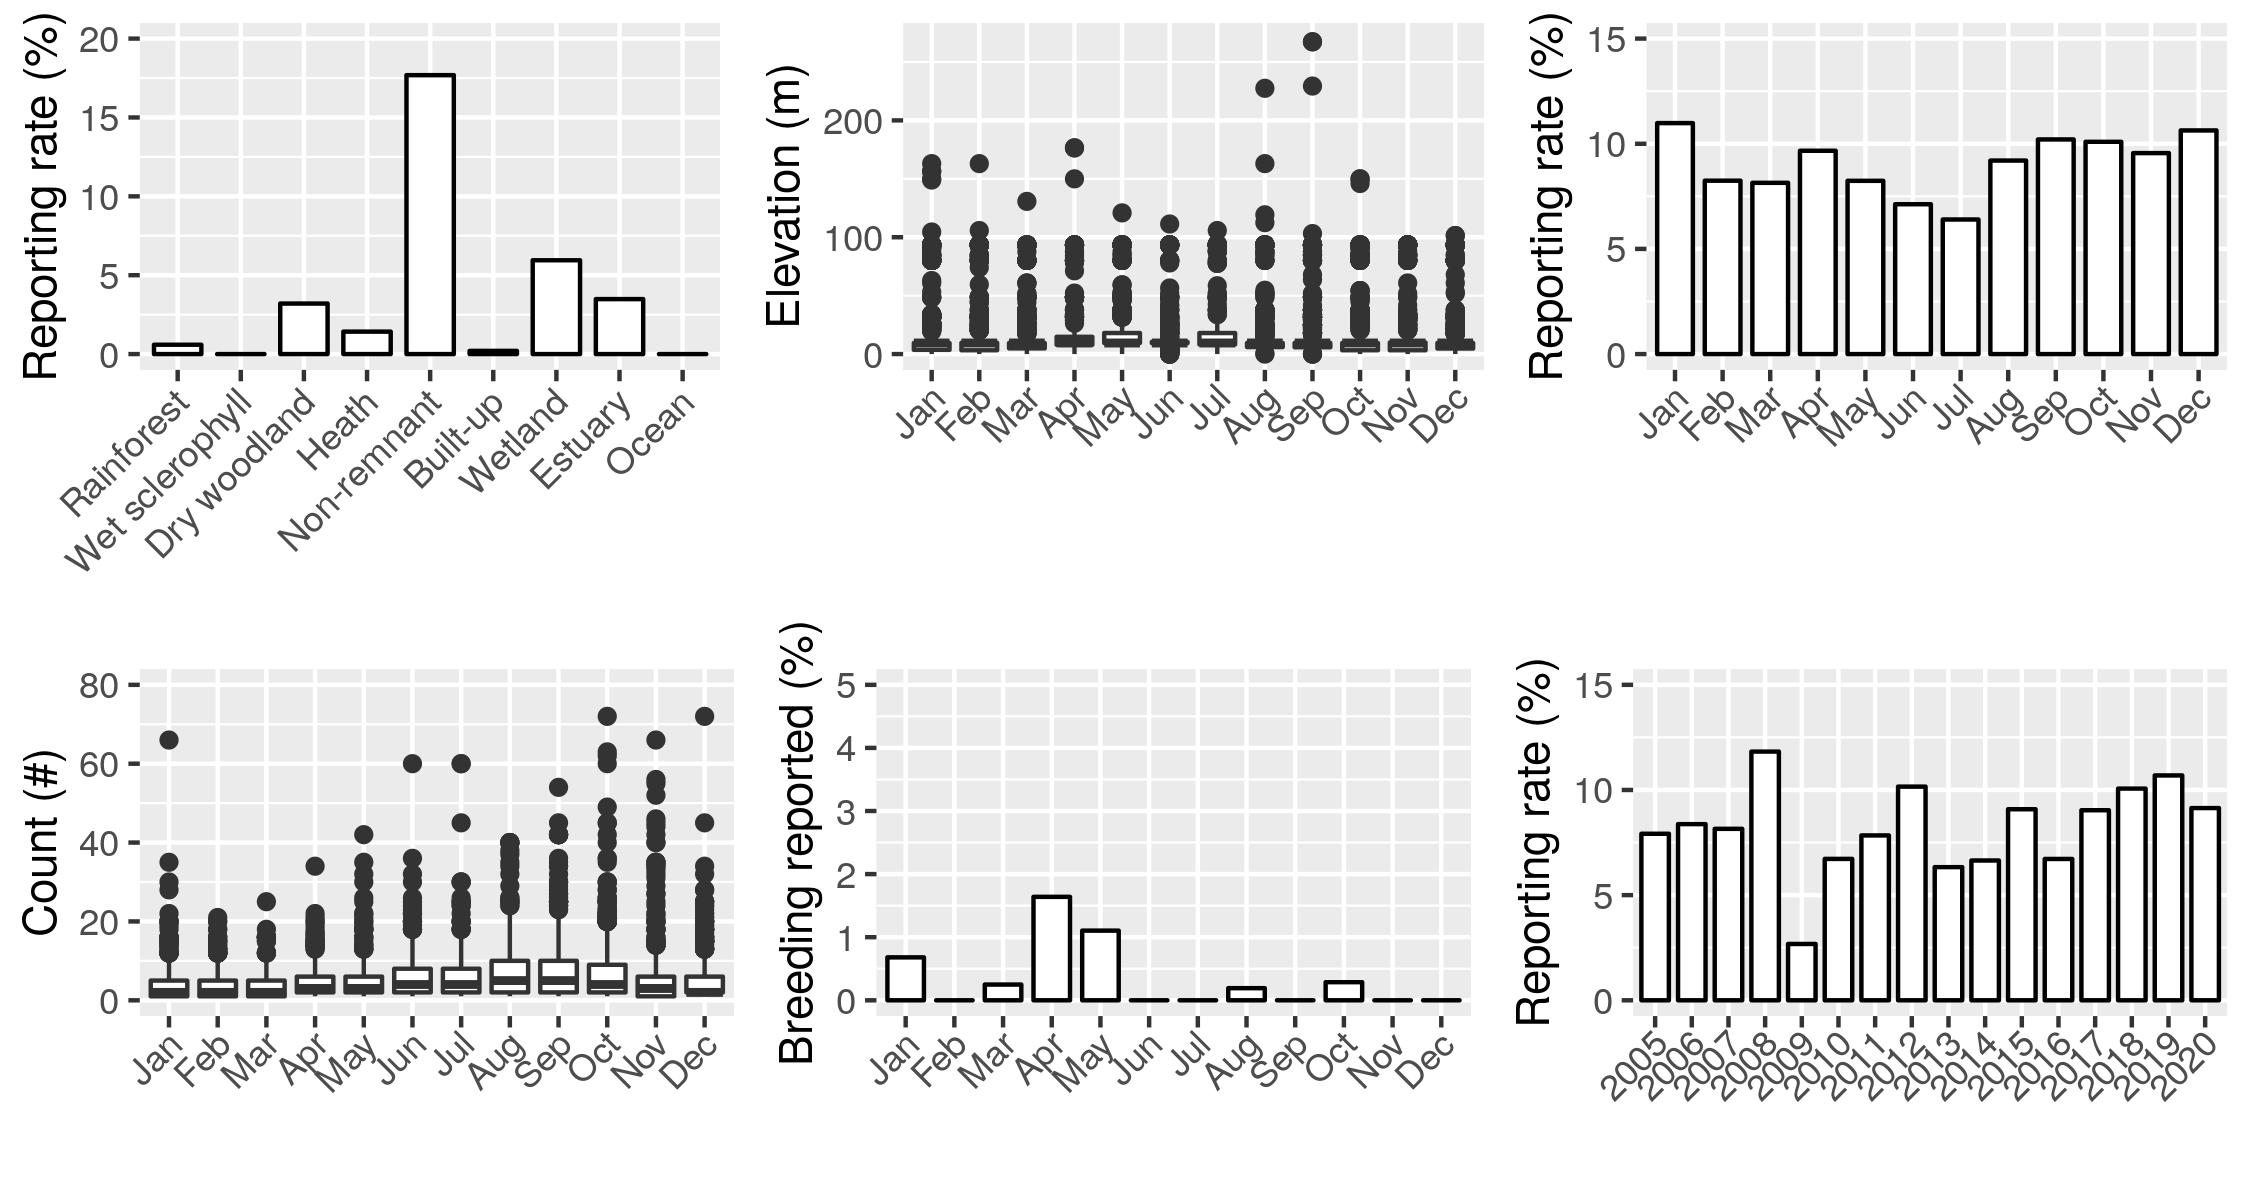 Reporting rate (%)
20
15
10
5
0
Rainforest
Wet sclerophyll
Dry woodland
Heath
Non-remnant
Built-up
Wetland
Estuary
Ocean
Elevation (m)
200
100
0
Jan
Feb
Mar
Apr
May
Jun
Jul
Aug
Sep
Oct
Nov
Dec
Reporting rate (%)
15
10
5
0
Jan
Feb
Mar
Apr
May
Jun
Jul
Aug
Sep
Oct
Nov
Dec
Count (#)
80
60
40
20
0
Jan
Feb
Mar
Apr
May
Jun
Jul
Aug
Sep
Oct
Nov
Dec
Breeding reported (%)
5
4
3
2
1
0
Jan
Feb
Mar
Apr
May
Jun
Jul
Aug
Sep
Oct
Nov
Dec
Reporting rate (%)
15
10
5
0
2005
2006
2007
2008
2009
2010
2011
2012
2013
2014
2015
2016
2017
2018
2019
2020